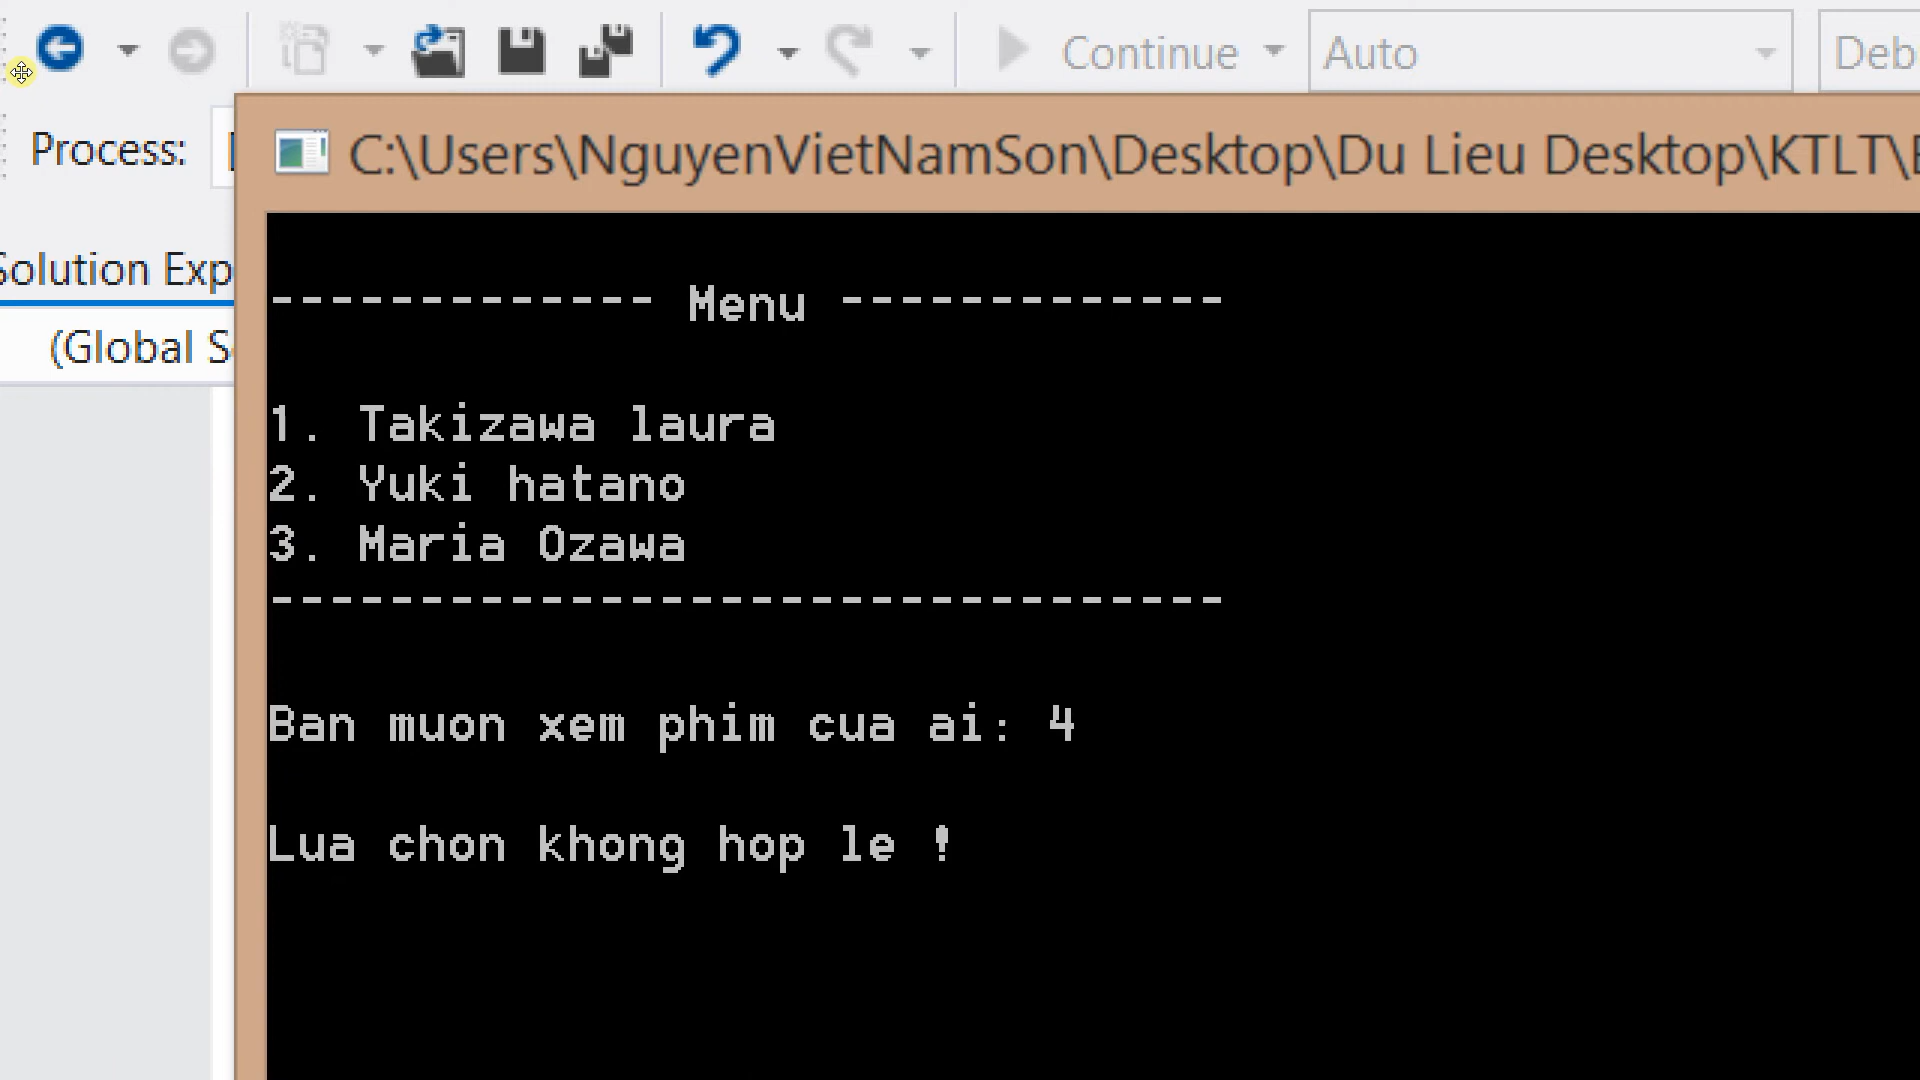 Continue
Auto
Deb
Process:
C:\Users\NguyenVietNamSon\Desktop\Du Lieu Desktop\KTLT\
Solution Exp
(Global S
------------- Menu -------------
1. Takizawa laura
2. Yuki hatano
3. Maria Ozawa
--------------------------------
Ban muon xem phim cua ai: 4
Lua chon khong hop le !